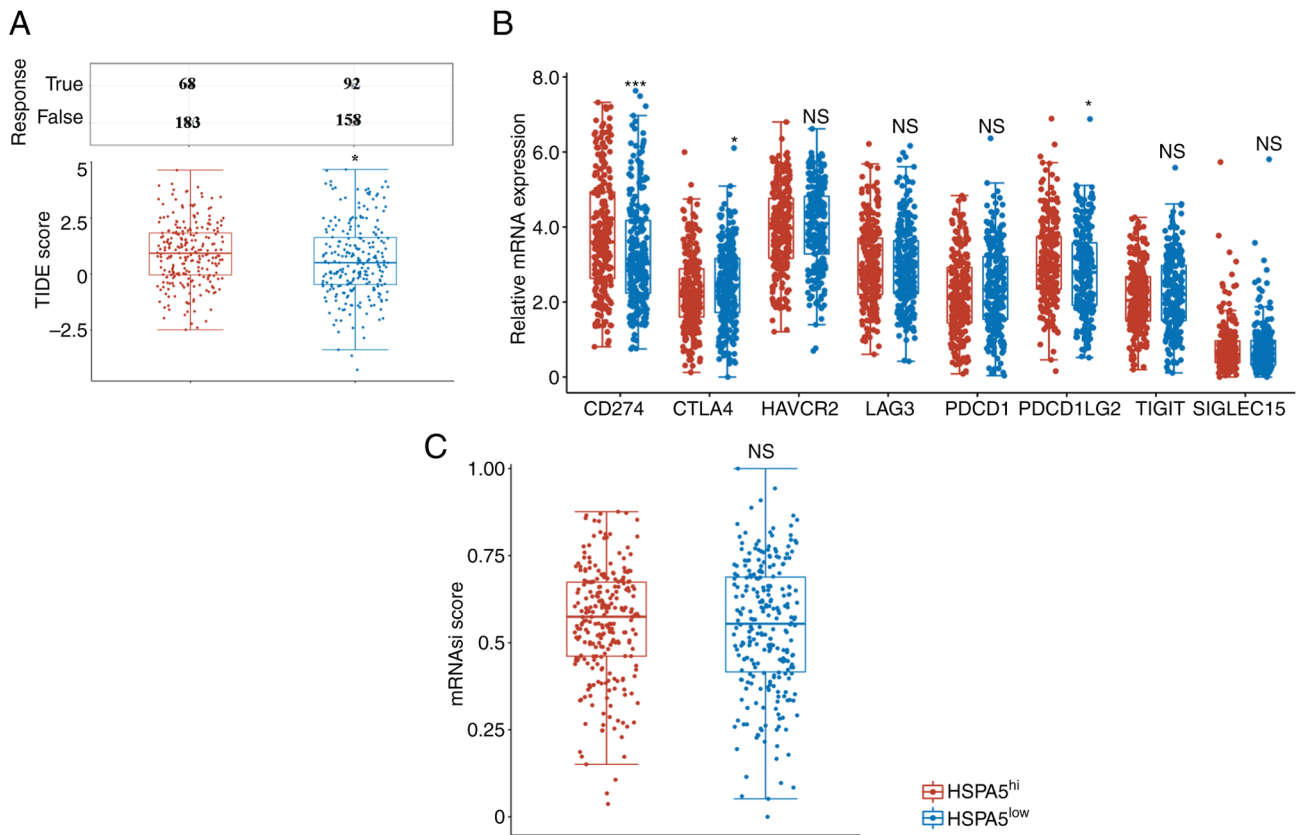 A
Response
True 68 92
False 183 158
*
TIDE score
5
2.5
0
−2.5
B
Relative mRNA expression
8.0
6.0
4.0
2.0
0
*** * NS NS NS * NS NS
CD274 CTLA4 HAVCR2 LAG3 PDCD1 PDCD1LG2 TIGIT SIGLEC15
C
NS
mRNAsi score
1.00
0.75
0.5
0.25
0
HSPA5hi
HSPA5low